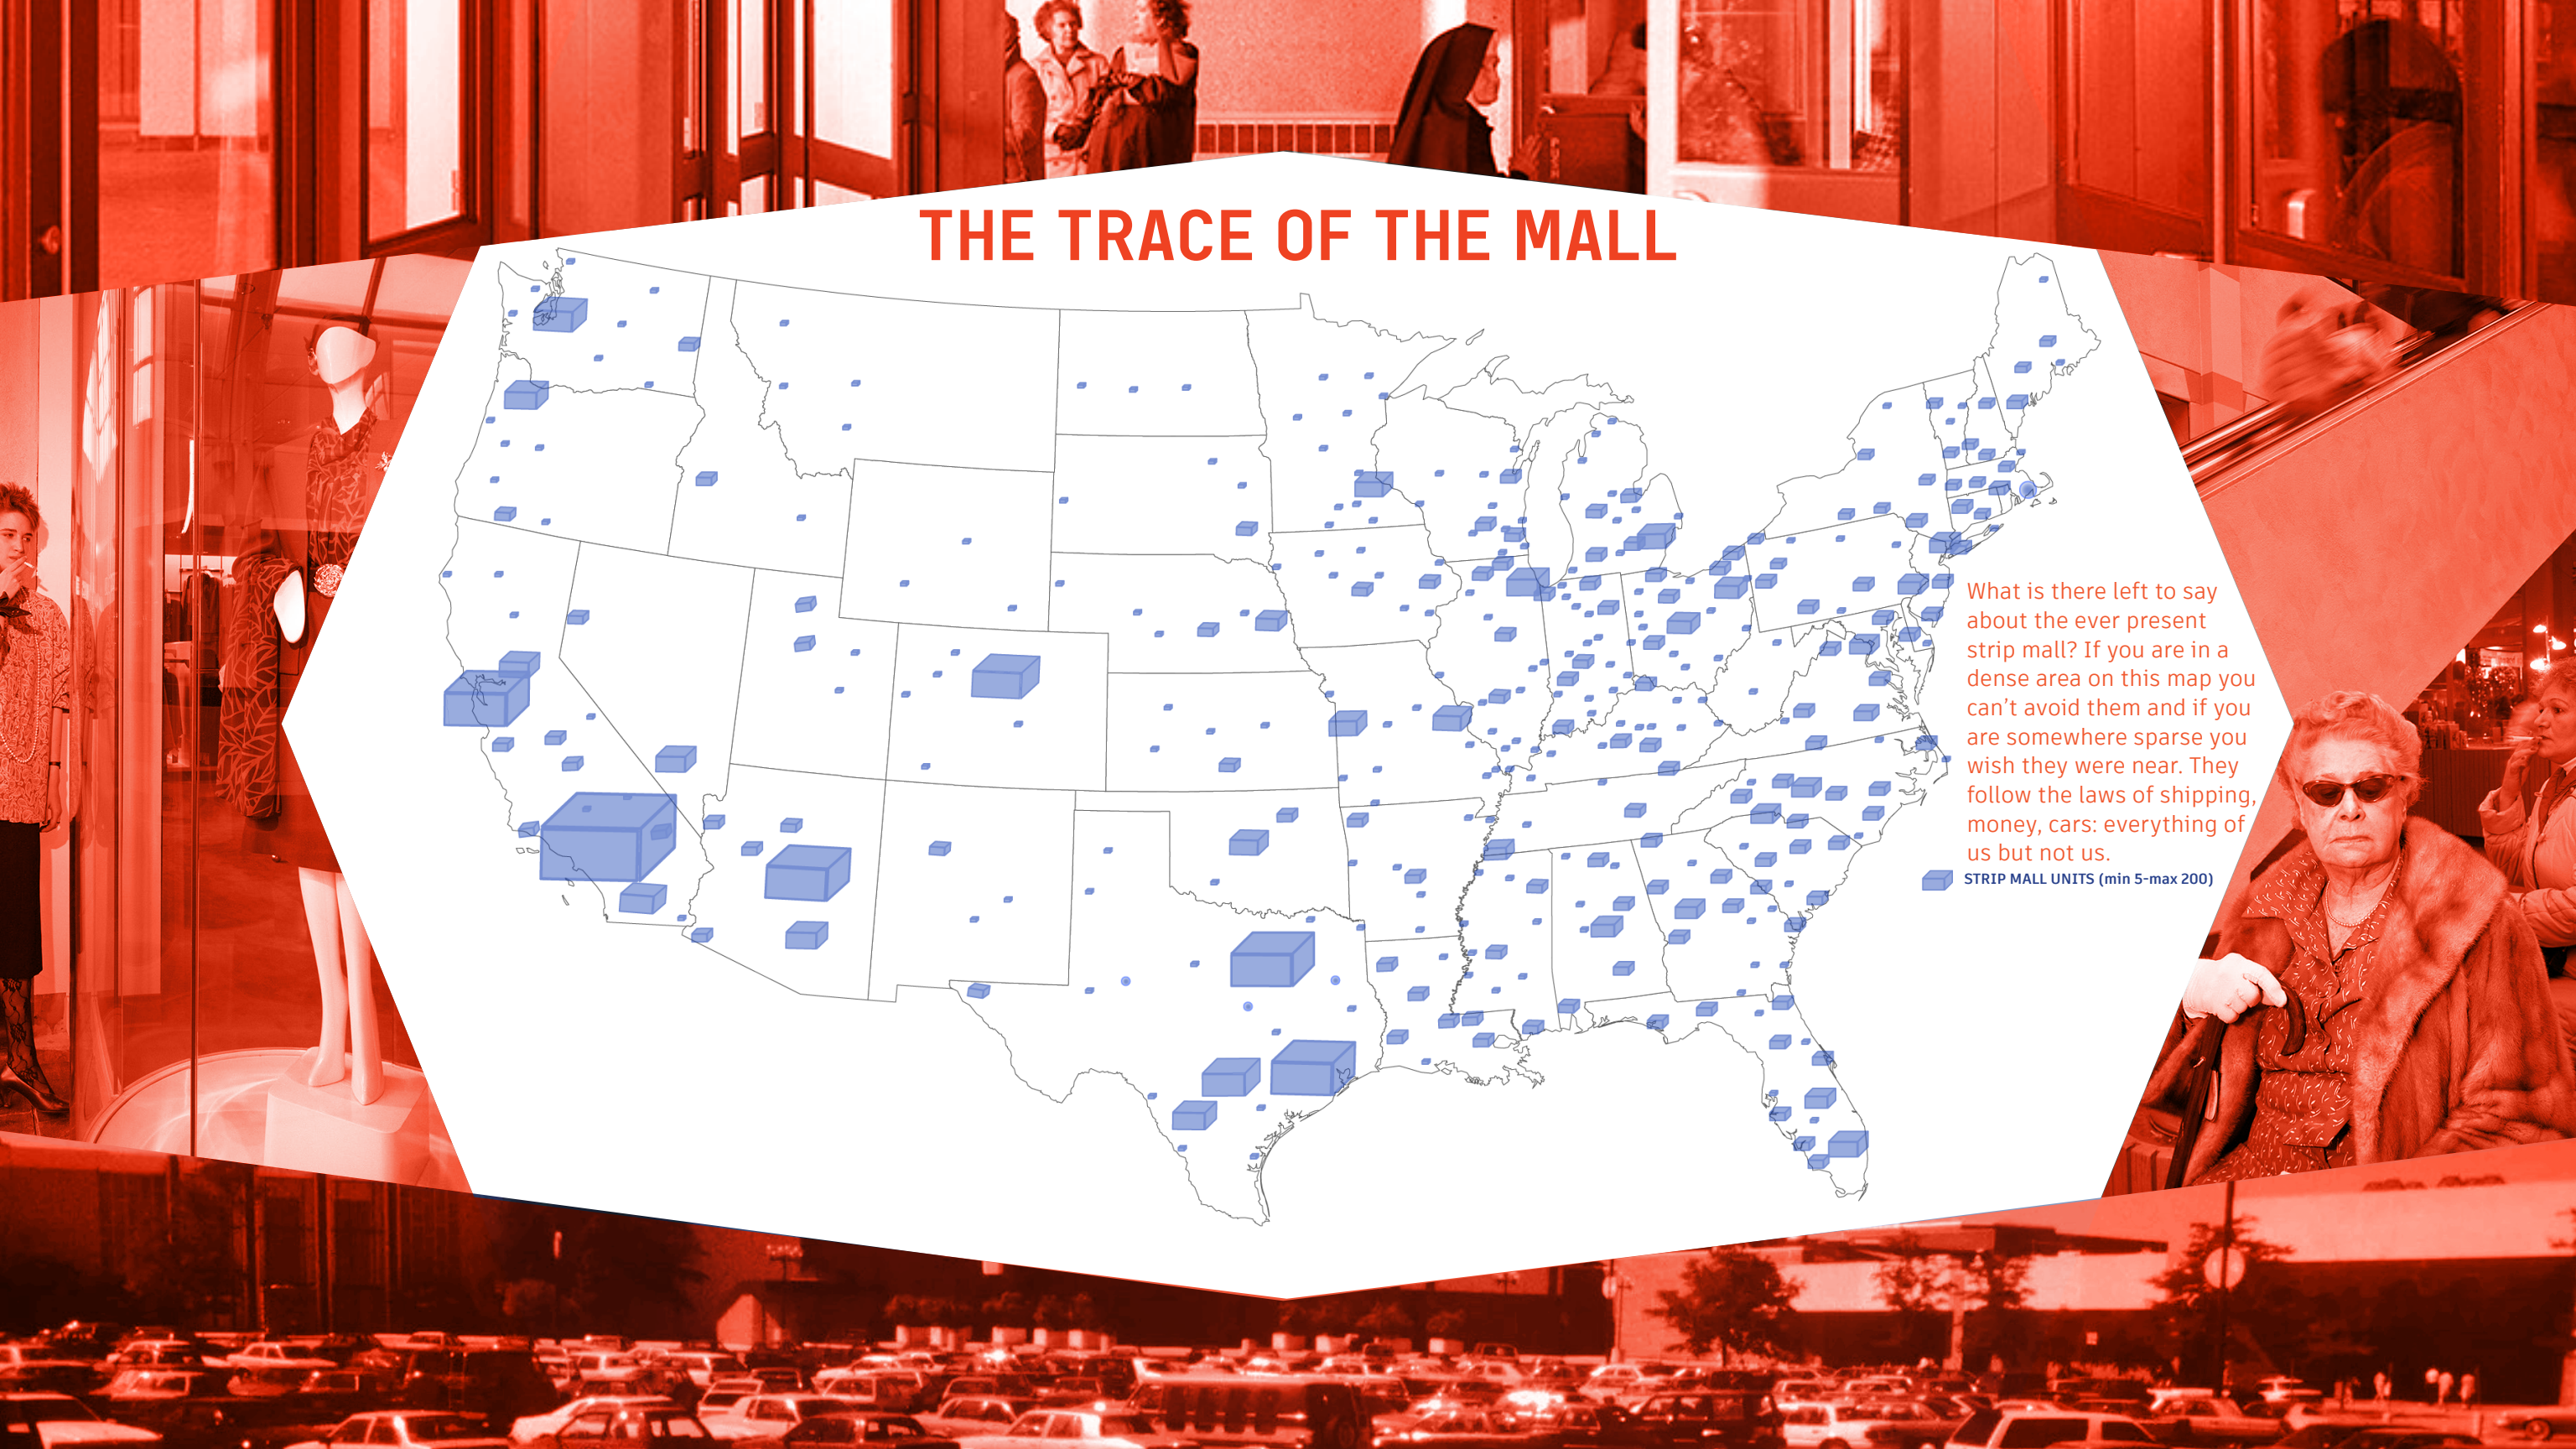 THE TRACE OF THE MALL
What is there left to say
about the ever present
strip mall? If you are in a
dense area on this map you
can’t avoid them and if you
are somewhere sparse you
wish they were near. They
follow the laws of shipping,
money, cars: everything of
us but not us.
STRIP MALL UNITS (min 5-max 200)